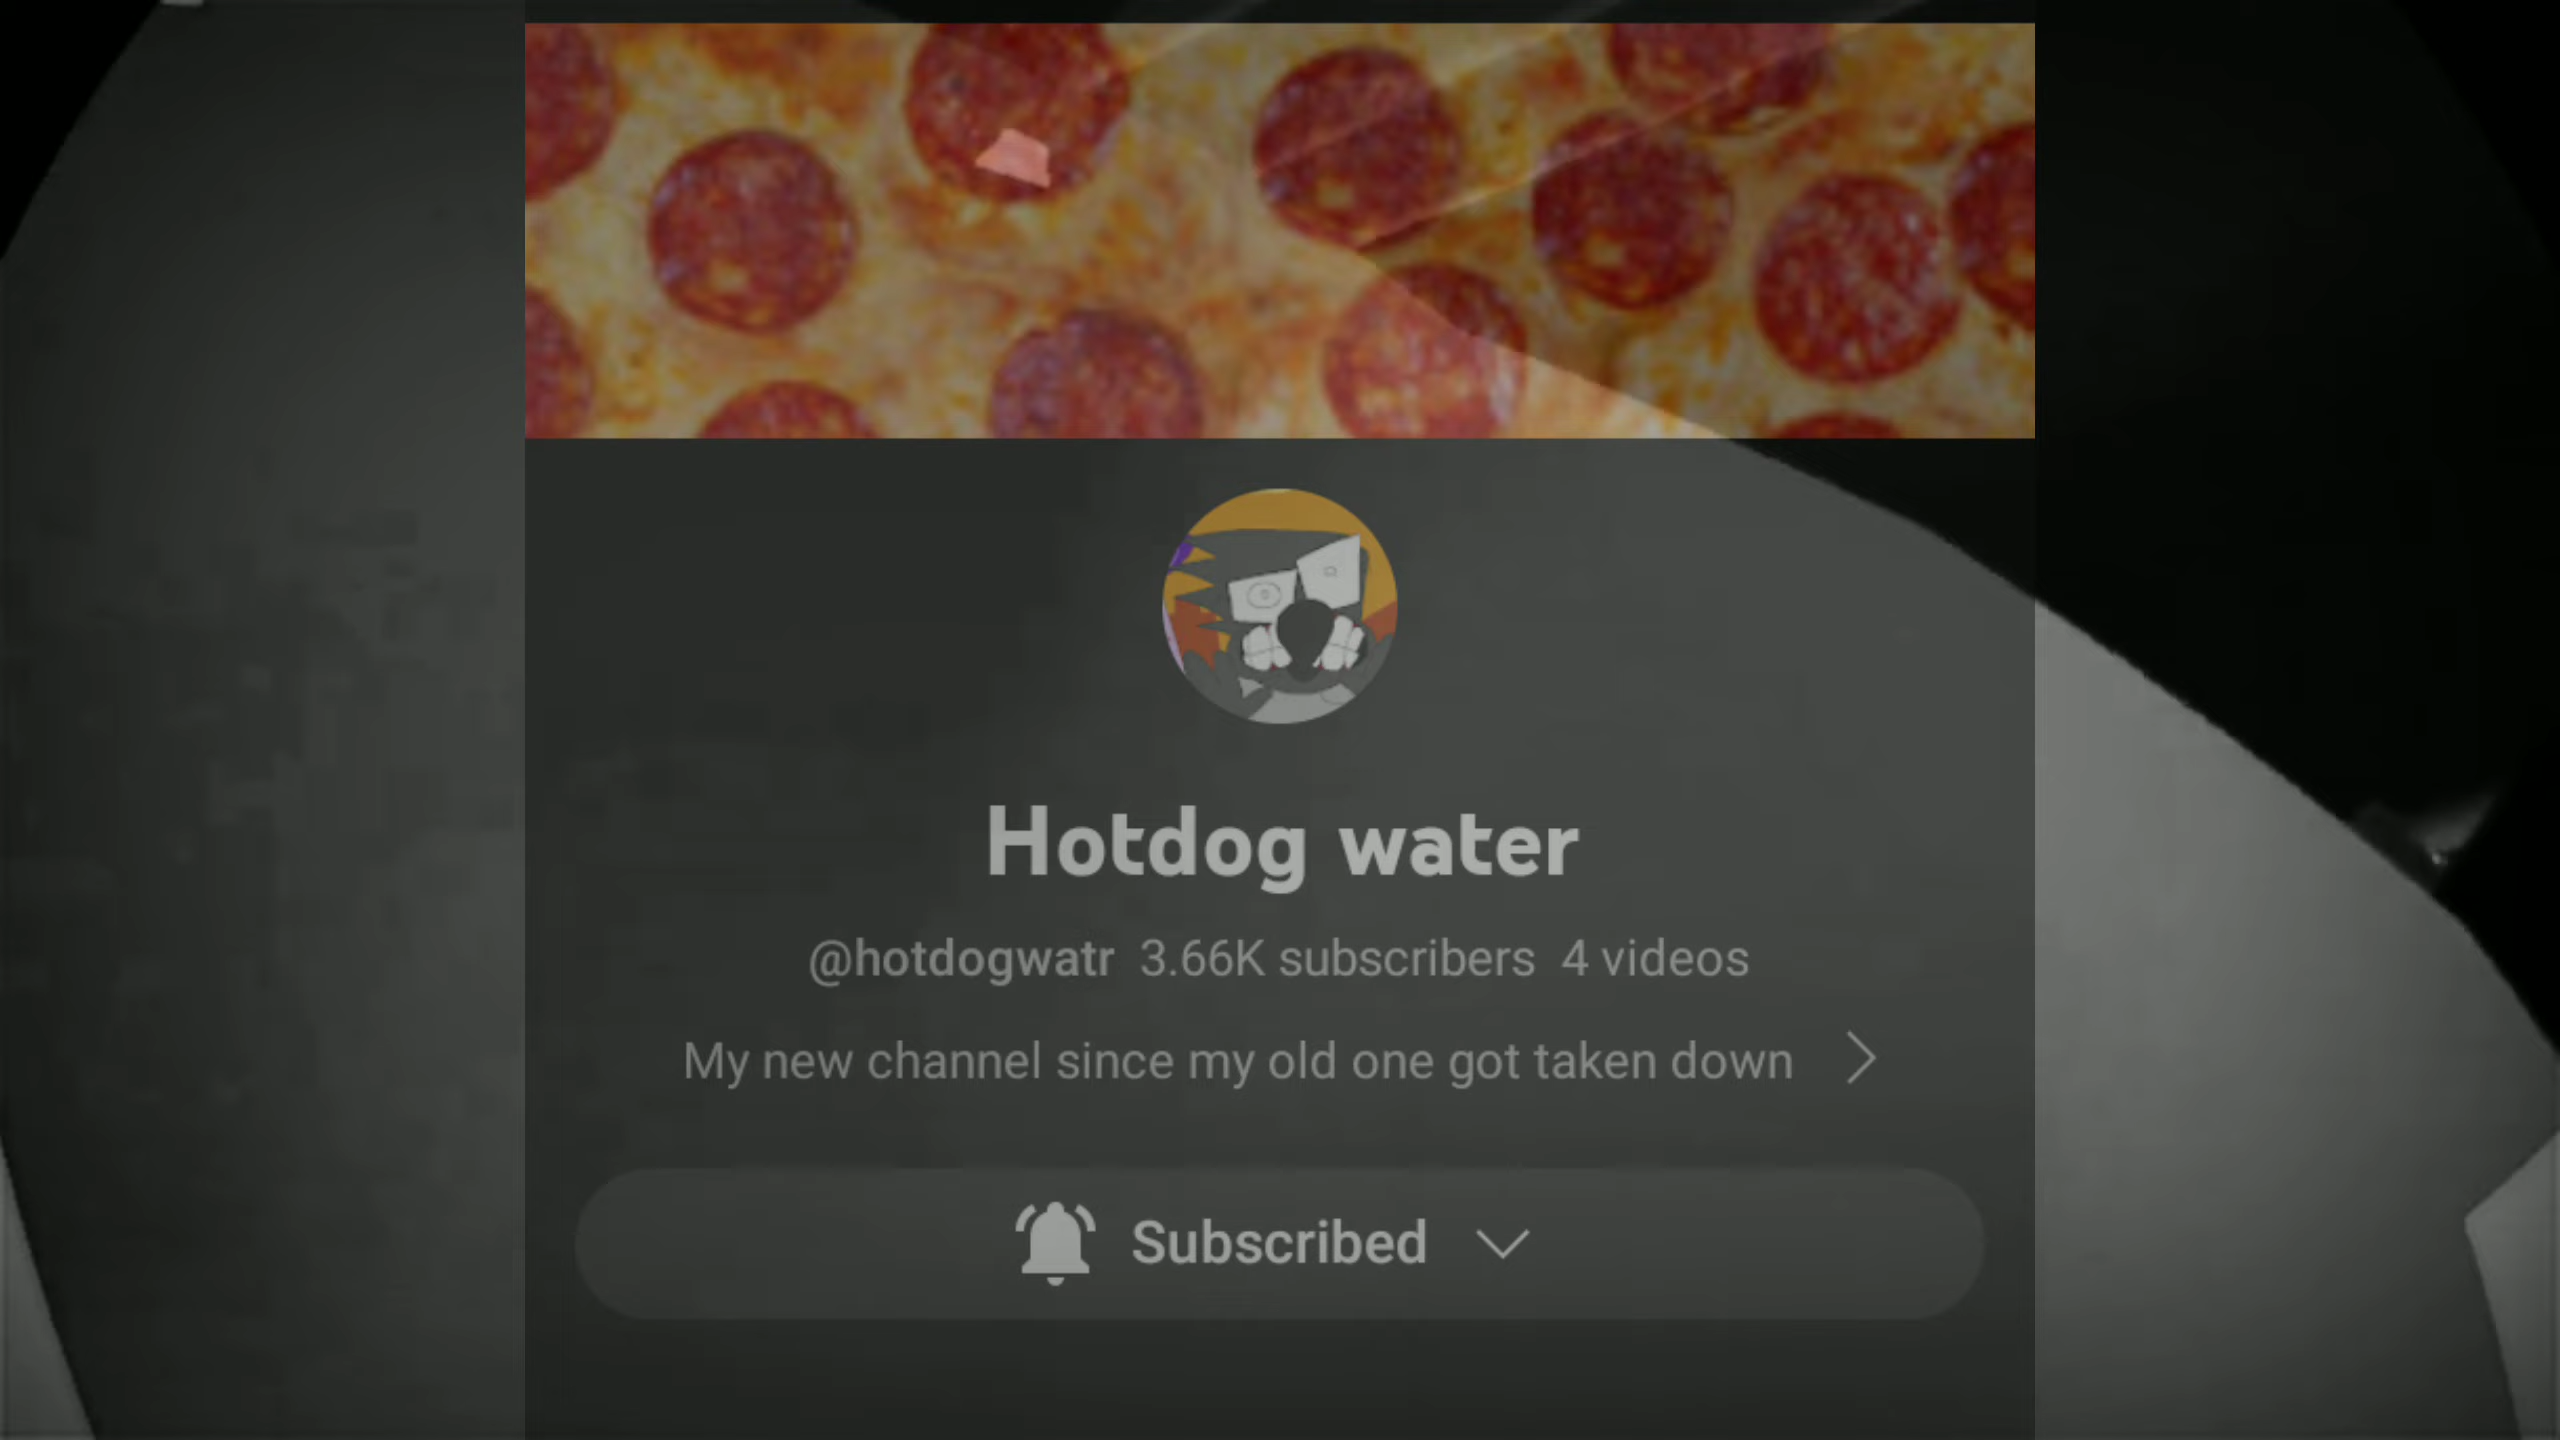 Hotdog water
@hotdogwatr 3.66K subscribers 4 videos
My new channel since my old one got taken down
Subscribed